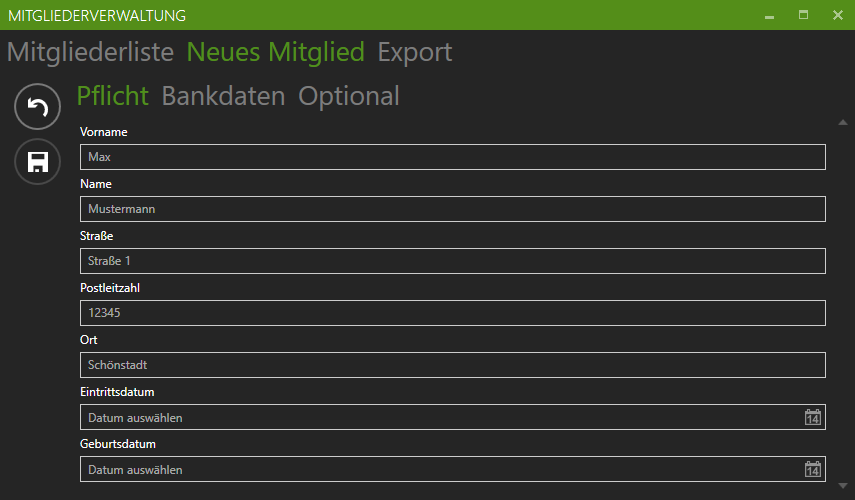 MITGLIEDERVERWALTUNG
Mitgliederliste Neues Mitglied Export
Pflicht Bankdaten Optional
Vorname
Max
Name
Mustermann
Straße
Straße 1
Postleitzahl
12345
Ort
Schönstadt
Eintrittsdatum
Datum auswählen 14
Geburtsdatum
Datum auswählen 14